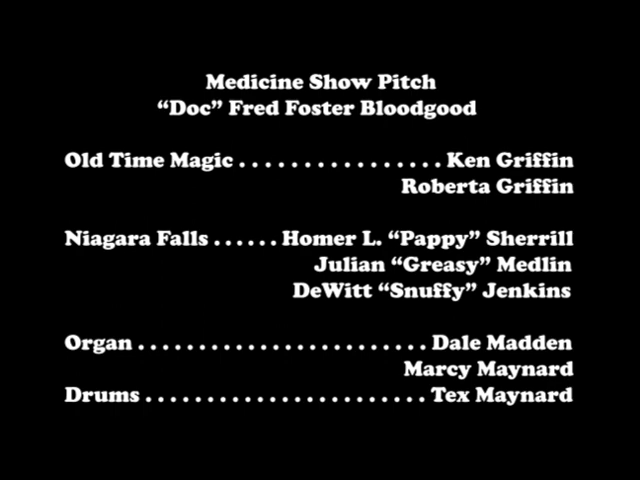 Medicine Show Pitch
“Doc” Fred Foster Bloodgood
Old Time Magic . . . . . . . . . . . . . . . . Ken Griffin
Roberta Griffin
Niagara Falls . . . . . . Homer L. “Pappy” Sherrill
Julian “Greasy” Medlin
DeWitt “Snuffy” Jenkins
Organ . . . . . . . . . . . . . . . . . . . . . . . . Dale Madden
Marcy Maynard
Drums . . . . . . . . . . . . . . . . . . . . . . . Tex Maynard